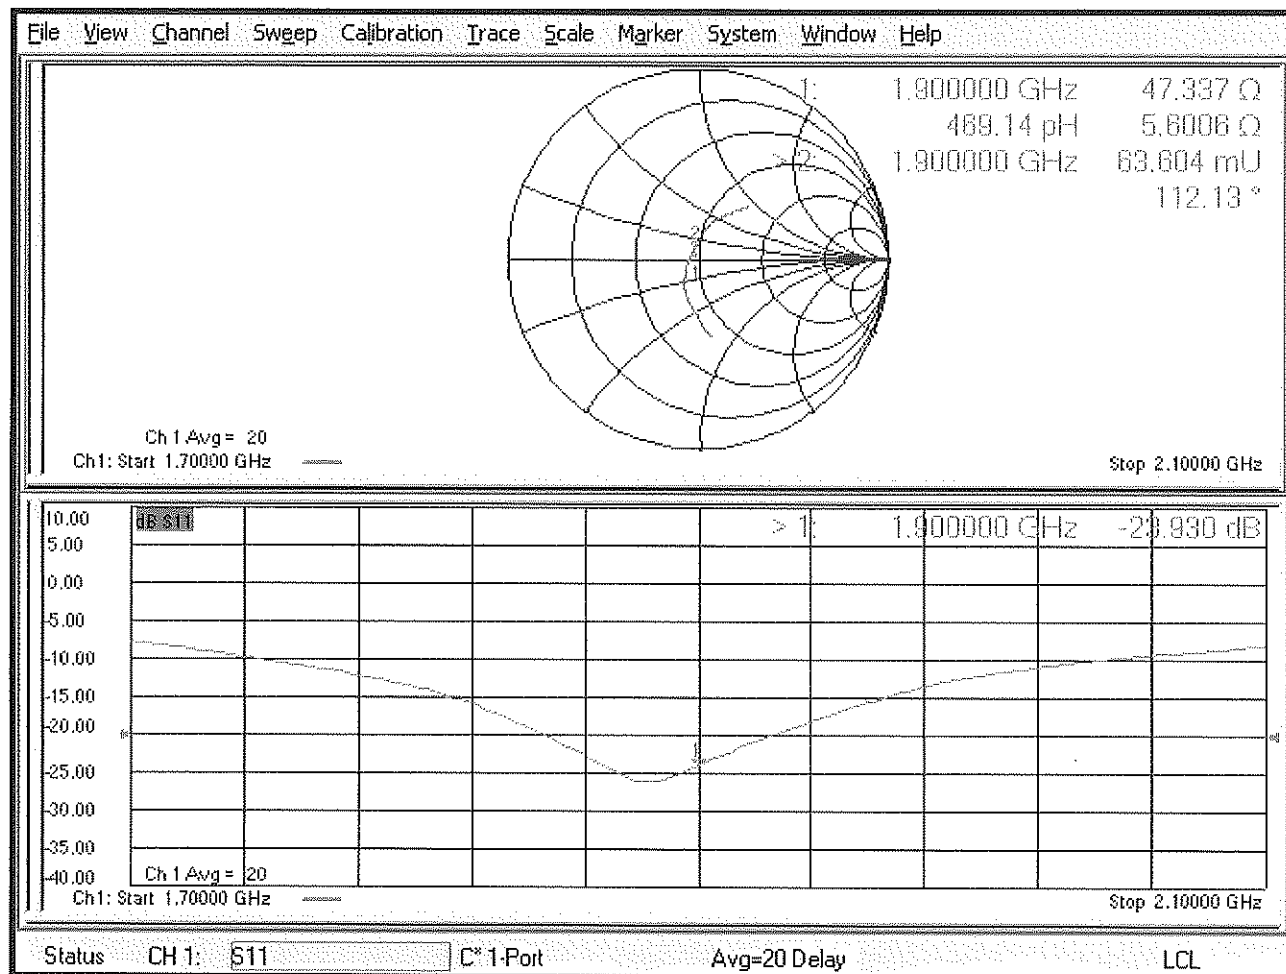 File View Channel Sweep Calibration Trace Scale Marker System Window Help
1: 1.900000 GHz 47.337 Ω
469.14 pH 5.6006 Ω
> 2: 1.900000 GHz 63.604 mU
112.13 °
2
1
Ch 1 Avg = 20
Ch1: Start 1.70000 GHz Stop 2.10000 GHz
10.00 dB S11 > 1: 1.900000 GHz -23.930 dB
5.00
0.00
-5.00
-10.00
-15.00
-20.00
1
-25.00
-30.00
-35.00
-40.00 Ch 1 Avg = 20
Ch1: Start 1.70000 GHz Stop 2.10000 GHz
Status CH 1: S11 C* 1-Port Avg=20 Delay LCL